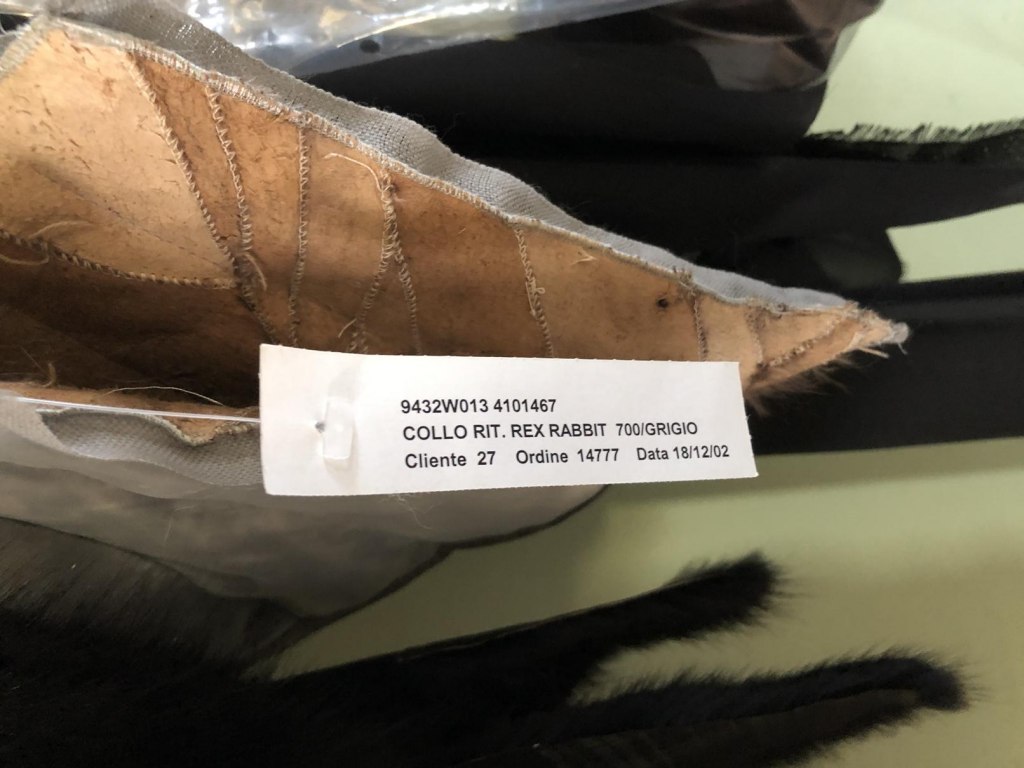 9432W013 4101467
COLLO RIT. REX RABBIT 700/GRIGIO
Cliente 27 Ordine 14777 Data 18/12/02